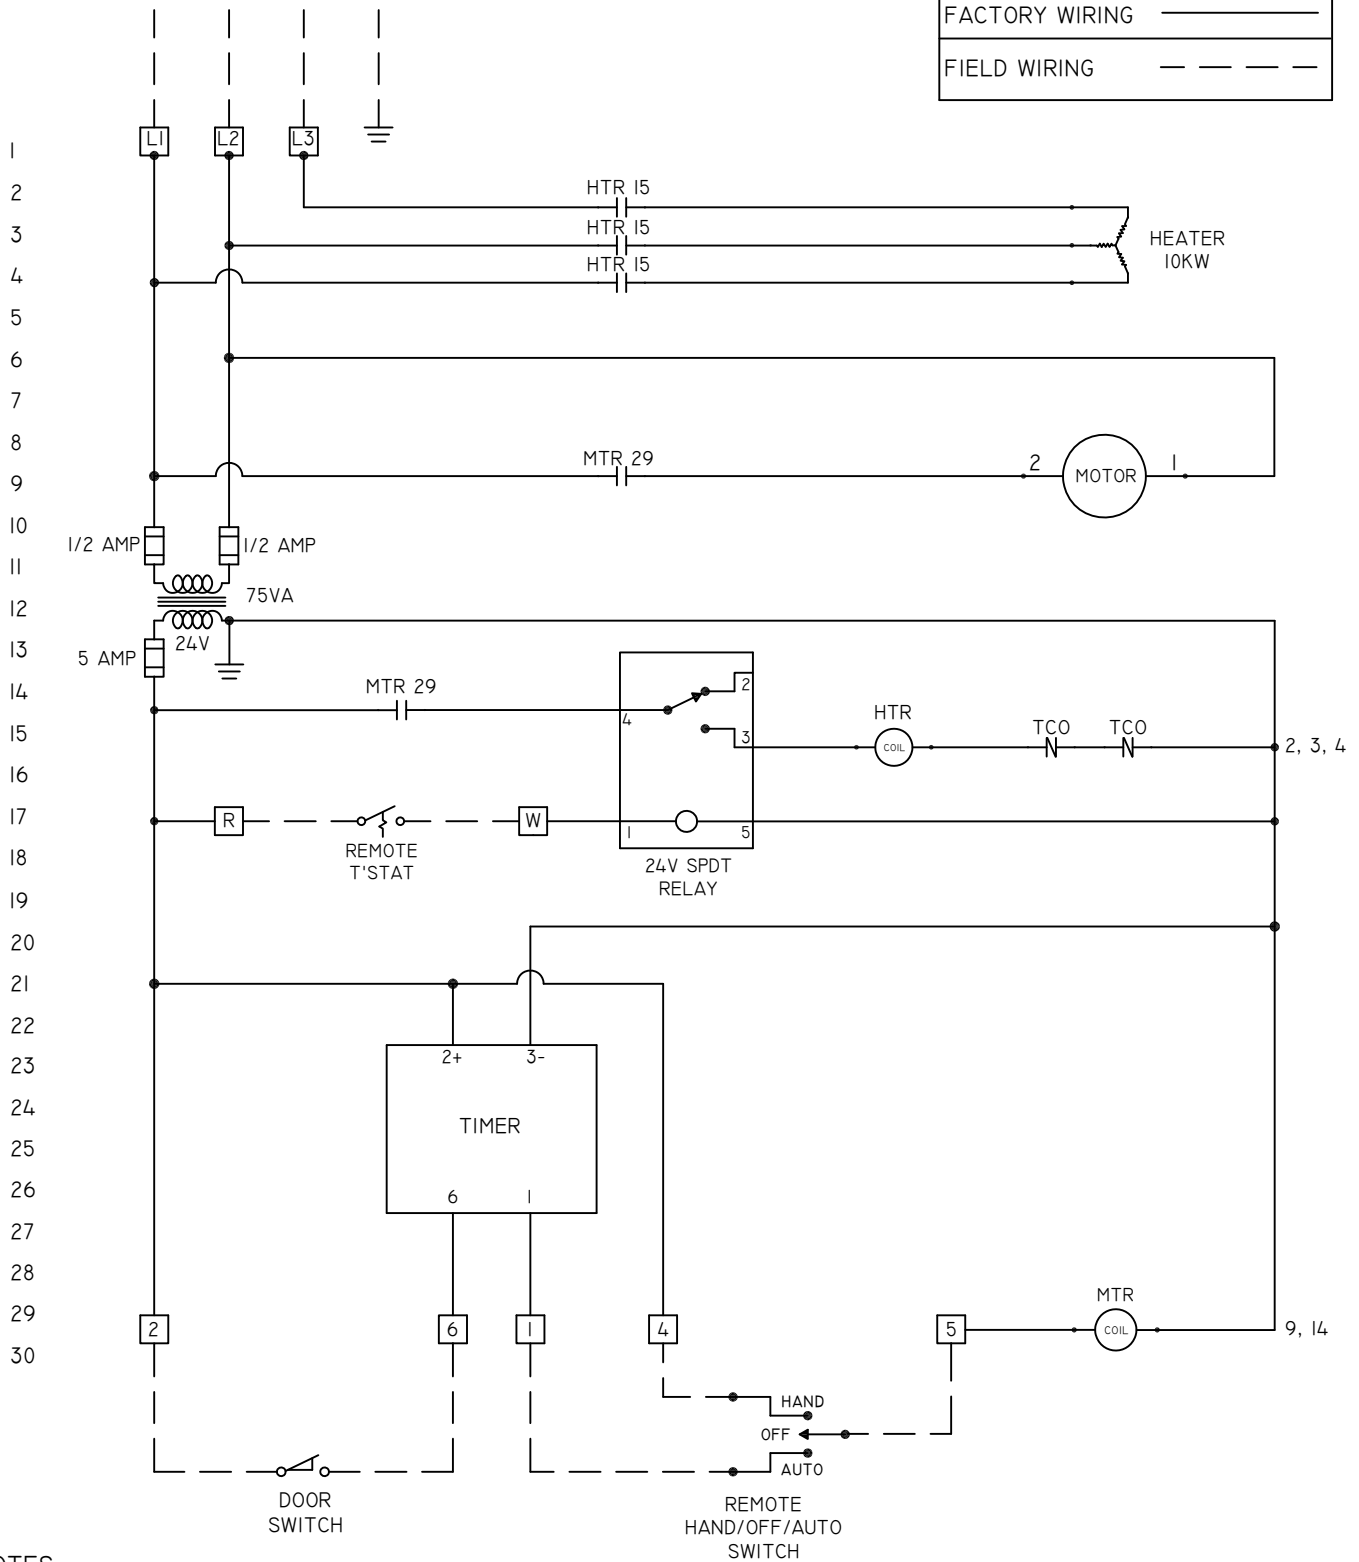 FACTORY WIRING
FIELD WIRING
L1 L2 L3
1
2 HTR 15
3 HTR 15 HEATER
10KW
4 HTR 15
5
6
7
8
9 MTR 29 2 MOTOR 1
10
1/2 AMP 1/2 AMP
11
75VA
12
24V
13 5 AMP
14 MTR 29 2
4 HTR TCO TCO
15 3 COIL 2, 3, 4
16
17 R W 1 5
REMOTE
T'STAT
18 24V SPDT
RELAY
19
20
21
22
23 2+ 3-
24 TIMER
25
26 6 1
27
28
MTR
29 2 6 1 4 5 COIL 9, 14
30
HAND
OFF
AUTO
DOOR
SWITCH
REMOTE
HAND/OFF/AUTO
SWITCH